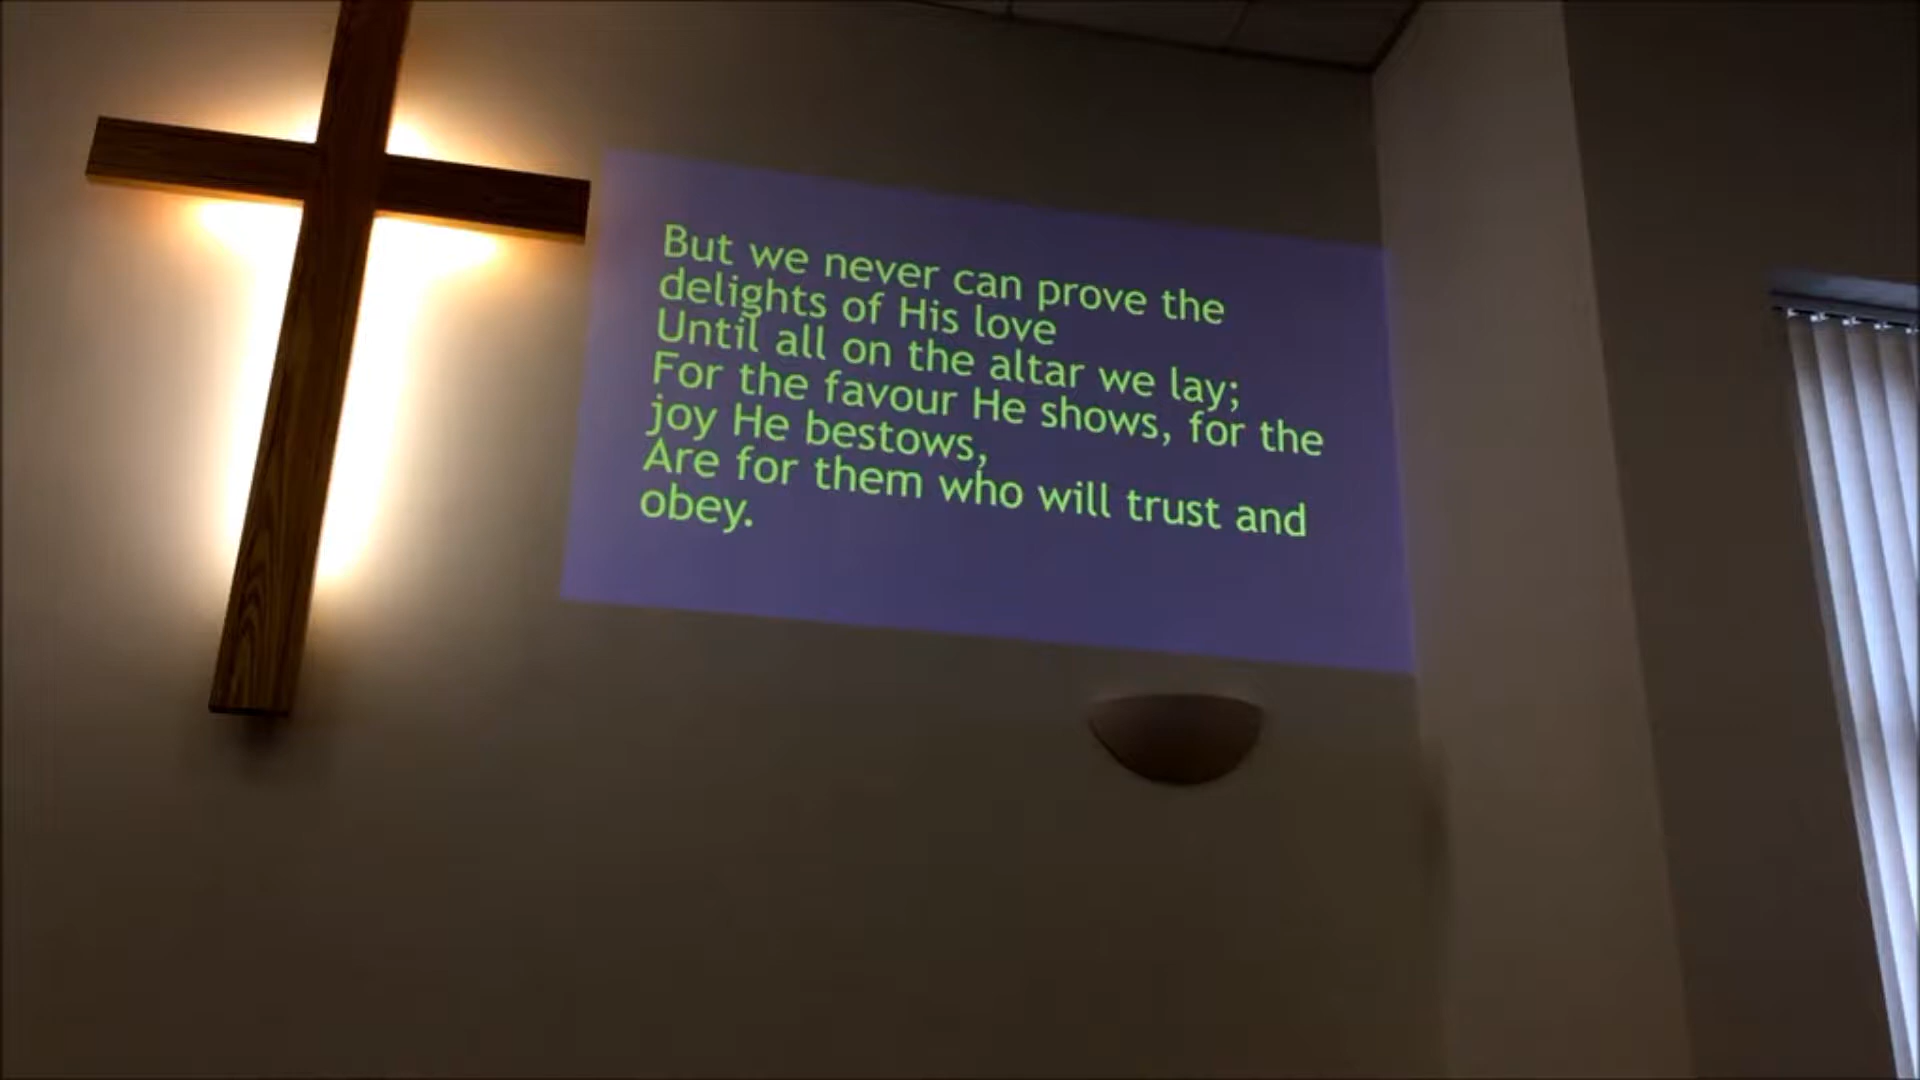 But we never can prove the
delights of His love
Until all on the altar we lay;
For the favour He shows, for the
joy He bestows,
Are for them who will trust and
obey.